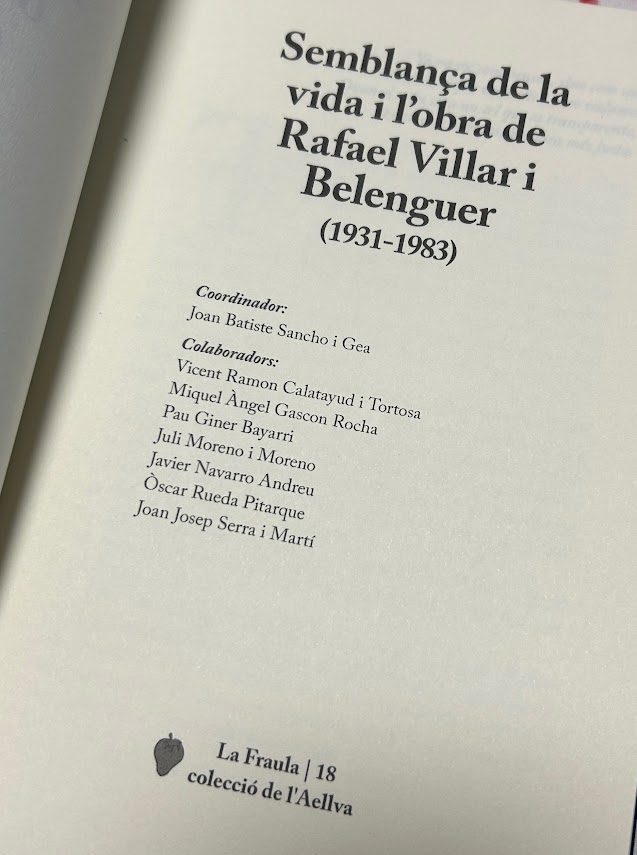 Semblança de la
vida i l'obra de
Rafael Villar i
Belenguer
(1931-1983)
Coordinador:
Joan Batiste Sancho i Gea
Colaboradors:
Vicent Ramon Calatayud i Tortosa
Miquel Àngel Gascon Rocha
Pau Giner Bayarri
Juli Moreno i Moreno
Javier Navarro Andreu
Òscar Rueda Pitarque
Joan Josep Serra i Martí
La Fraula | 18
colecció de l'Aellva